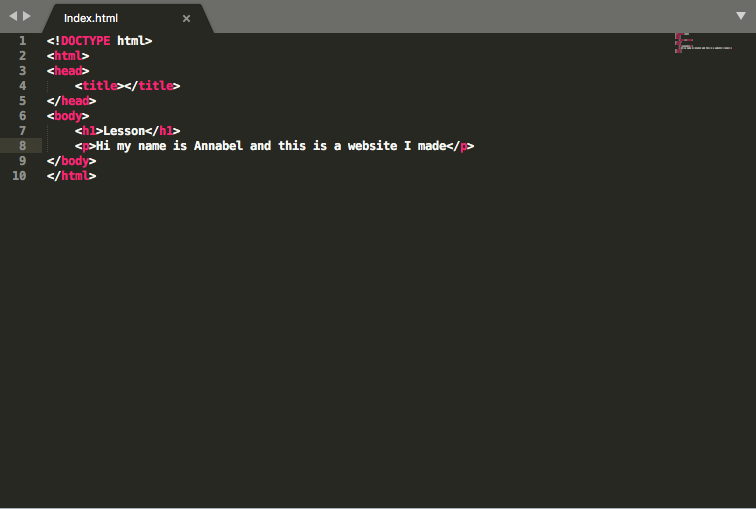 Index.html ×
1 <!DOCTYPE html>
2 <html>
3 <head>
4     <title></title>
5 </head>
6 <body>
7     <h1>Lesson</h1>
8     <p>Hi my name is Annabel and this is a website I made</p>
9 </body>
10 </html>